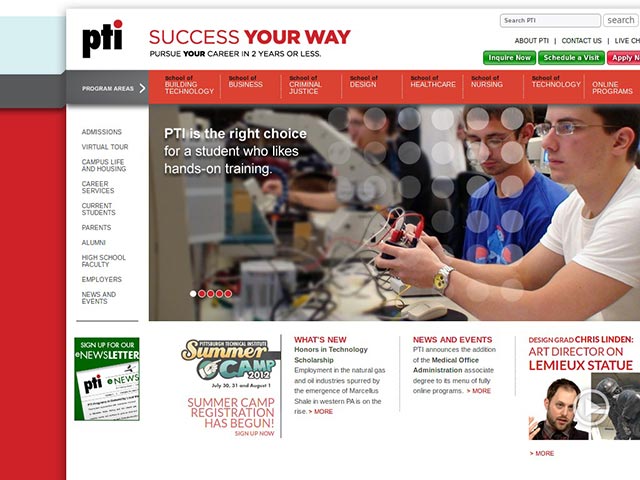 pti
SUCCESS YOUR WAY
PURSUE YOUR CAREER IN 2 YEARS OR LESS.
Search PTI
search
ABOUT PTI | CONTACT US | LIVE CH
Inquire Now
Schedule a Visit
Apply N
PROGRAM AREAS
School of
BUILDING
TECHNOLOGY
School of
BUSINESS
School of
CRIMINAL
JUSTICE
School of
DESIGN
School of
HEALTHCARE
School of
NURSING
School of
TECHNOLOGY
ONLINE
PROGRAMS
ADMISSIONS
VIRTUAL TOUR
CAMPUS LIFE
AND HOUSING
CAREER
SERVICES
CURRENT
STUDENTS
PARENTS
ALUMNI
HIGH SCHOOL
FACULTY
EMPLOYERS
NEWS AND
EVENTS
PTI is the right choice
for a student who likes
hands-on training.
SIGN UP FOR OUR
eNEWSLETTER
pti eNEWS
PITTSBURGH TECHNICAL INSTITUTE
Summer
CAMP
2012
July 30, 31 and August 1
SUMMER CAMP
REGISTRATION
HAS BEGUN!
SIGN UP NOW
WHAT'S NEW
Honors in Technology
Scholarship
Employment in the natural gas
and oil industries spurred by
the emergence of Marcellus
Shale in western PA is on the
rise. > MORE
NEWS AND EVENTS
PTI announces the addition
of the Medical Office
Administration associate
degree to its menu of fully
online programs. > MORE
DESIGN GRAD CHRIS LINDEN:
ART DIRECTOR ON
LEMIEUX STATUE
> MORE